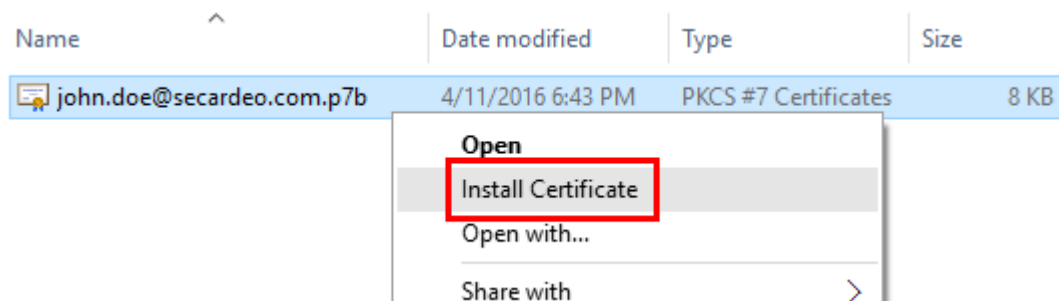 Name Date modified Type Size
john.doe@secardeo.com.p7b 4/11/2016 6:43 PM PKCS #7 Certificates 8 KB
Open
Install Certificate
Open with...
Share with